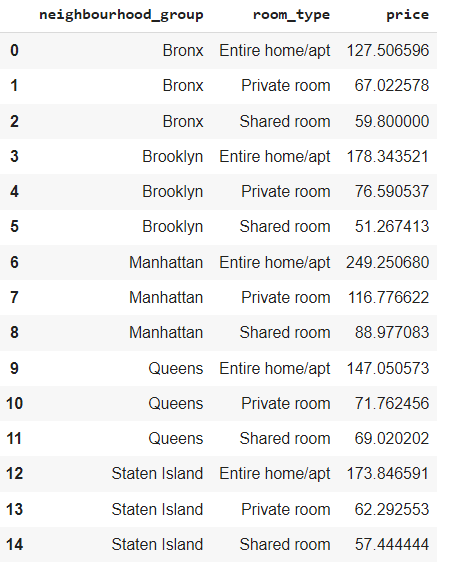 neighbourhood_group room_type price
0 Bronx Entire home/apt 127.506596
1 Bronx Private room 67.022578
2 Bronx Shared room 59.800000
3 Brooklyn Entire home/apt 178.343521
4 Brooklyn Private room 76.590537
5 Brooklyn Shared room 51.267413
6 Manhattan Entire home/apt 249.250680
7 Manhattan Private room 116.776622
8 Manhattan Shared room 88.977083
9 Queens Entire home/apt 147.050573
10 Queens Private room 71.762456
11 Queens Shared room 69.020202
12 Staten Island Entire home/apt 173.846591
13 Staten Island Private room 62.292553
14 Staten Island Shared room 57.444444